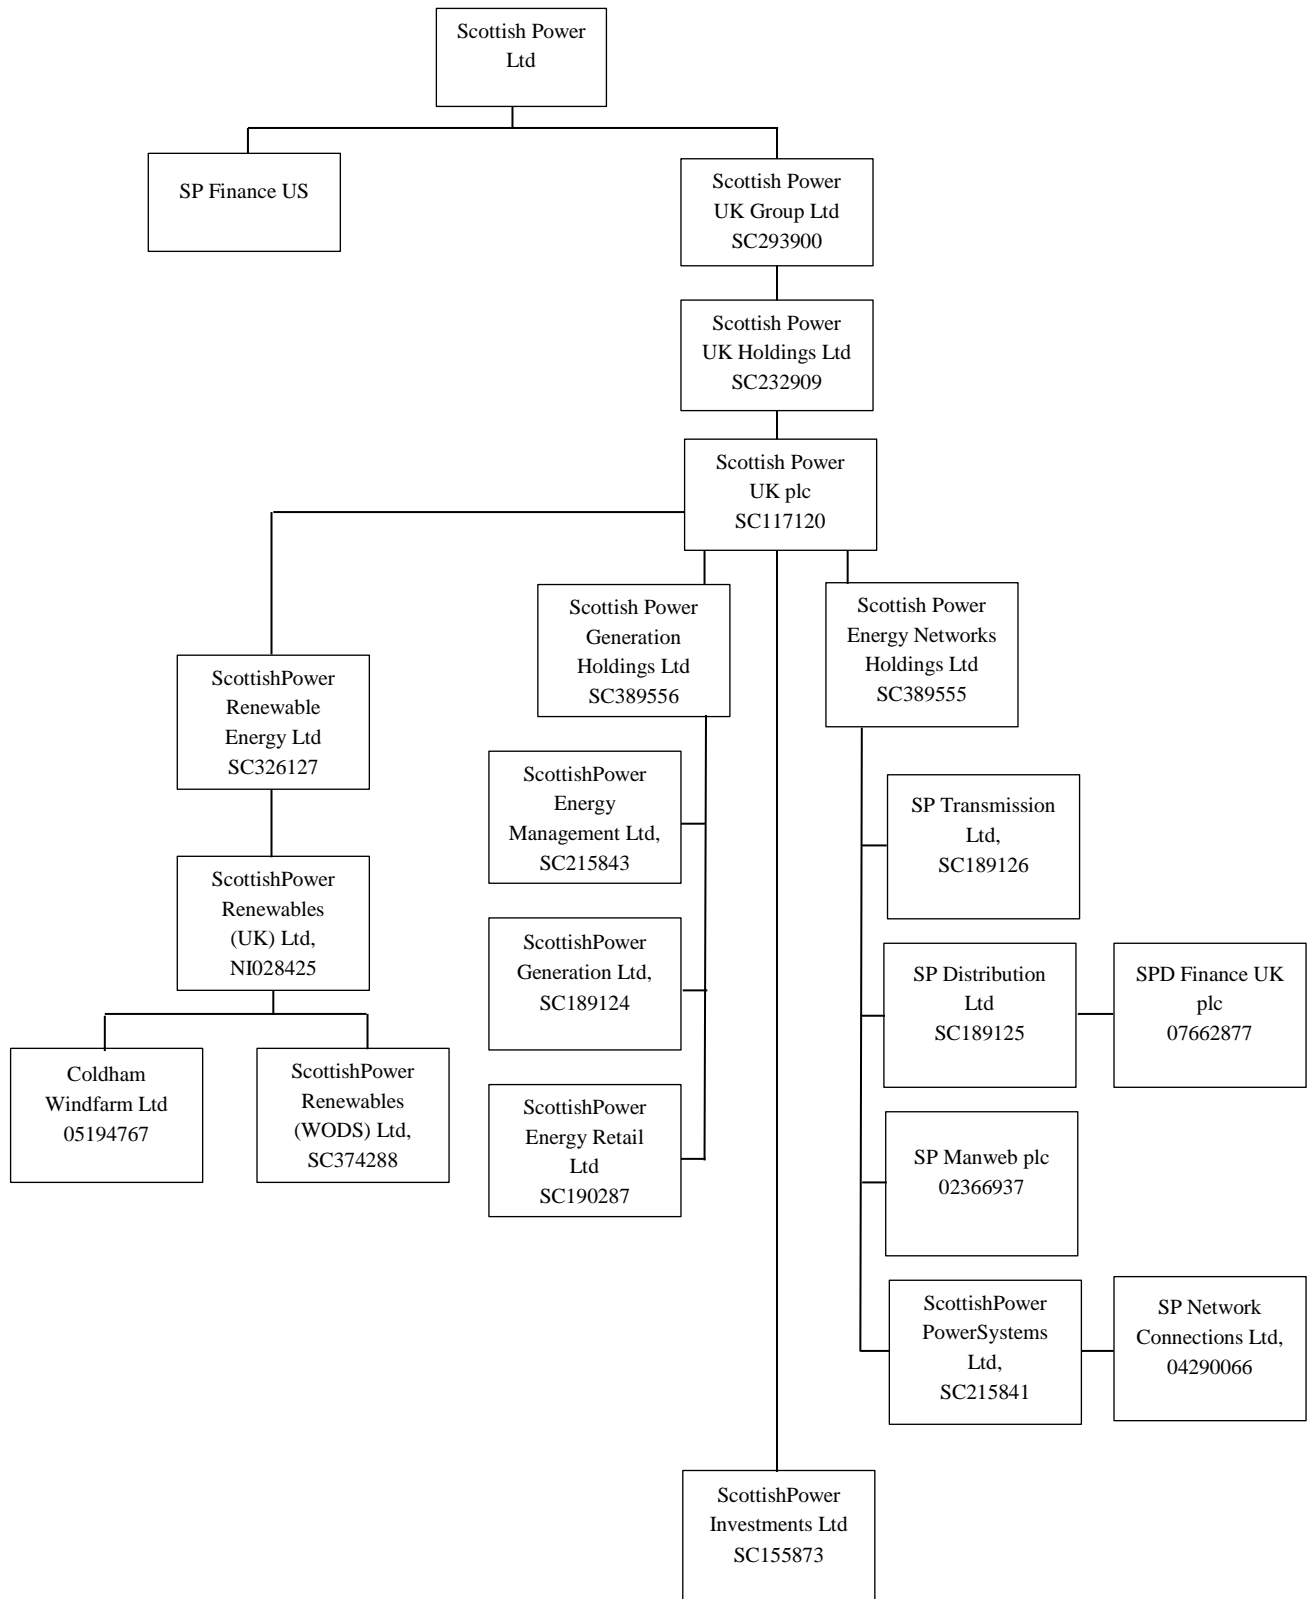 Scottish Power
Ltd
SP Finance US
Scottish Power
UK Group Ltd
SC293900
Scottish Power
UK Holdings Ltd
SC232909
Scottish Power
UK plc
SC117120
Scottish Power
Generation
Holdings Ltd
SC389556
Scottish Power
Energy Networks
Holdings Ltd
SC389555
ScottishPower
Renewable
Energy Ltd
SC326127
ScottishPower
Energy
Management Ltd,
SC215843
SP Transmission
Ltd,
SC189126
ScottishPower
Renewables
(UK) Ltd,
NI028425
ScottishPower
Generation Ltd,
SC189124
SP Distribution
Ltd
SC189125
SPD Finance UK
plc
07662877
Coldham
Windfarm Ltd
05194767
ScottishPower
Renewables
(WODS) Ltd,
SC374288
ScottishPower
Energy Retail
Ltd
SC190287
SP Manweb plc
02366937
ScottishPower
PowerSystems
Ltd,
SC215841
SP Network
Connections Ltd,
04290066
ScottishPower
Investments Ltd
SC155873